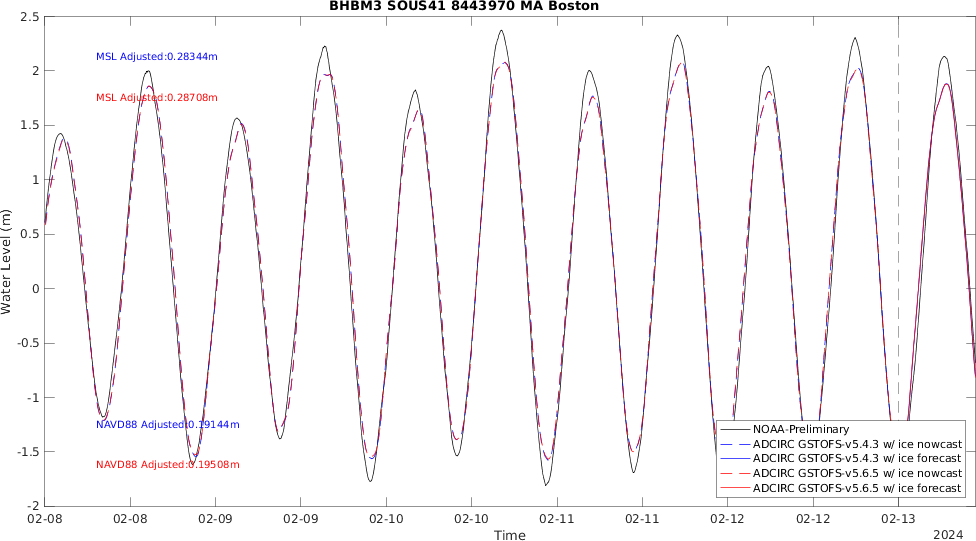 BHBM3 SOUS41 8443970 MA Boston
2.5
2
1.5
1
0.5
0
-0.5
-1
-1.5
-2
Water Level (m)
MSL Adjusted:0.28344m
MSL Adjusted:0.28708m
NAVD88 Adjusted:0.19144m
NAVD88 Adjusted:0.19508m
NOAA-Preliminary
ADCIRC GSTOFS-v5.4.3 w/ ice nowcast
ADCIRC GSTOFS-v5.4.3 w/ ice forecast
ADCIRC GSTOFS-v5.6.5 w/ ice nowcast
ADCIRC GSTOFS-v5.6.5 w/ ice forecast
02-08 02-08 02-09 02-09 02-10 02-10 02-11 02-11 02-12 02-12 02-13
Time
2024